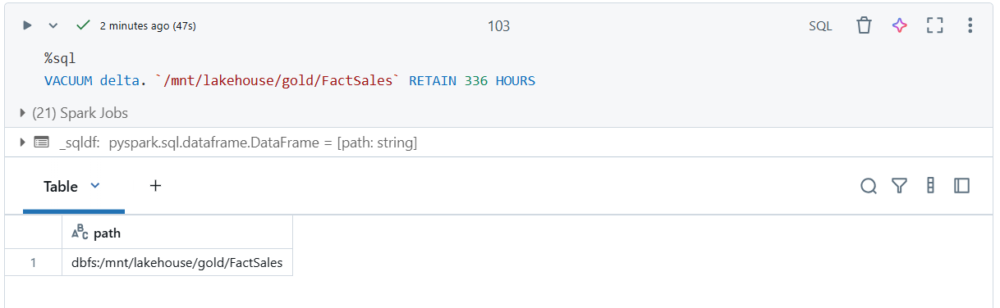 2 minutes ago (47s) 103 SQL
%sql
VACUUM delta. `/mnt/lakehouse/gold/FactSales` RETAIN 336 HOURS
(21) Spark Jobs
_sqldf: pyspark.sql.dataframe.DataFrame = [path: string]
Table +
ABC path
1 dbfs:/mnt/lakehouse/gold/FactSales